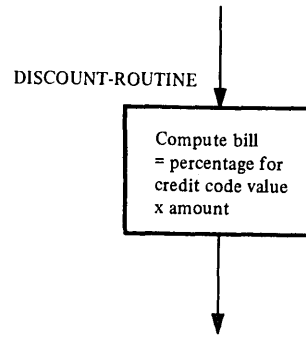 DISCOUNT-ROUTINE
Compute bill
= percentage for
credit code value
x amount